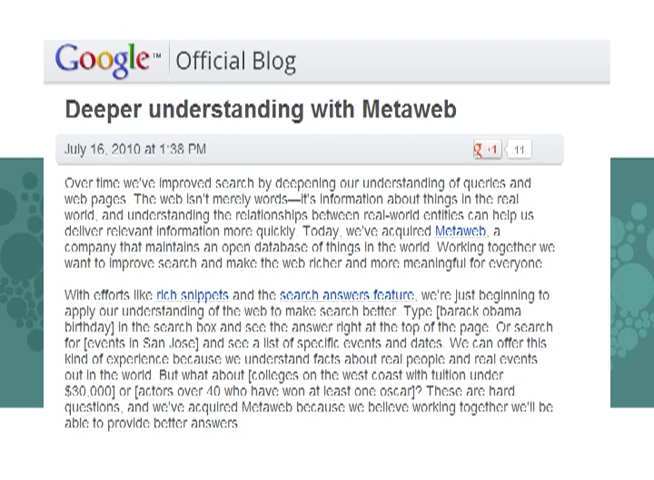 Google™ Official Blog
Deeper understanding with Metaweb
July 16, 2010 at 1:38 PM
+1 11
Over time we've improved search by deepening our understanding of queries and
web pages. The web isn't merely words—it's information about things in the real
world, and understanding the relationships between real-world entities can help us
deliver relevant information more quickly. Today, we've acquired Metaweb, a
company that maintains an open database of things in the world. Working together we
want to improve search and make the web richer and more meaningful for everyone.
With efforts like rich snippets and the search answers feature, we're just beginning to
apply our understanding of the web to make search better. Type [barack obama
birthday] in the search box and see the answer right at the top of the page. Or search
for [events in San Jose] and see a list of specific events and dates. We can offer this
kind of experience because we understand facts about real people and real events
out in the world. But what about [colleges on the west coast with tuition under
$30,000] or [actors over 40 who have won at least one oscar]? These are hard
questions, and we've acquired Metaweb because we believe working together we'll be
able to provide better answers.